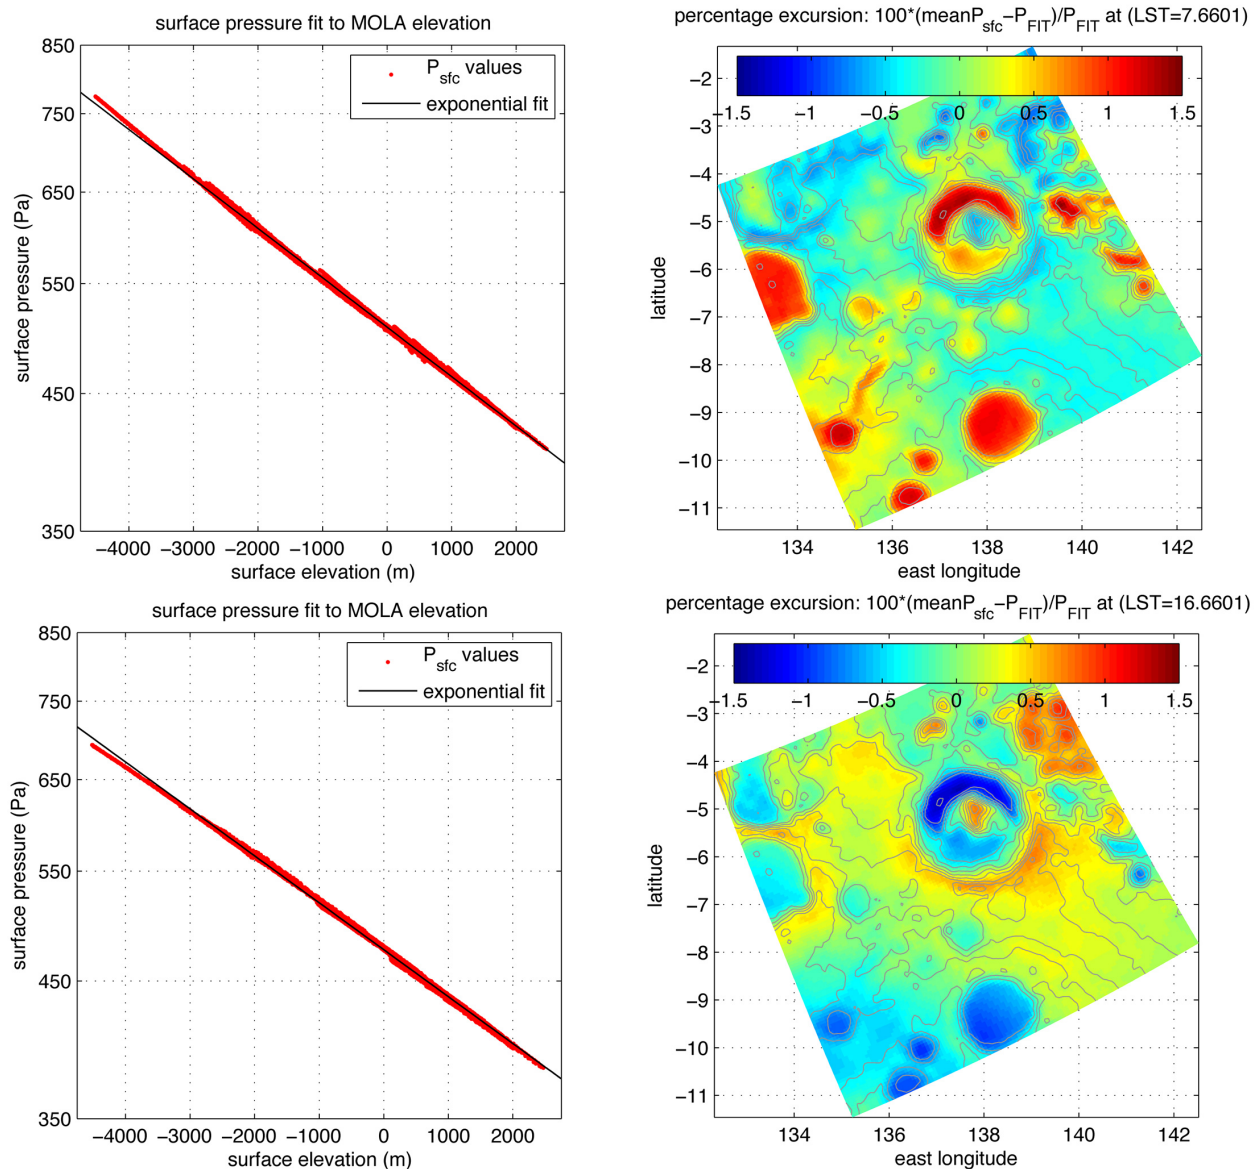 surface pressure fit to MOLA elevation
850
750
650
550
450
350
surface pressure (Pa)
P_sfc values
exponential fit
−4000 −3000 −2000 −1000 0 1000 2000
surface elevation (m)
percentage excursion: 100*(meanP_sfc−P_FIT)/P_FIT at (LST=7.6601)
−1.5 −1 −0.5 0 0.5 1 1.5
−2
−3
−4
−5
−6
−7
−8
−9
−10
−11
latitude
134 136 138 140 142
east longitude
surface pressure fit to MOLA elevation
850
750
650
550
450
350
surface pressure (Pa)
P_sfc values
exponential fit
−4000 −3000 −2000 −1000 0 1000 2000
surface elevation (m)
percentage excursion: 100*(meanP_sfc−P_FIT)/P_FIT at (LST=16.6601)
−1.5 −1 −0.5 0 0.5 1 1.5
−2
−3
−4
−5
−6
−7
−8
−9
−10
−11
latitude
134 136 138 140 142
east longitude